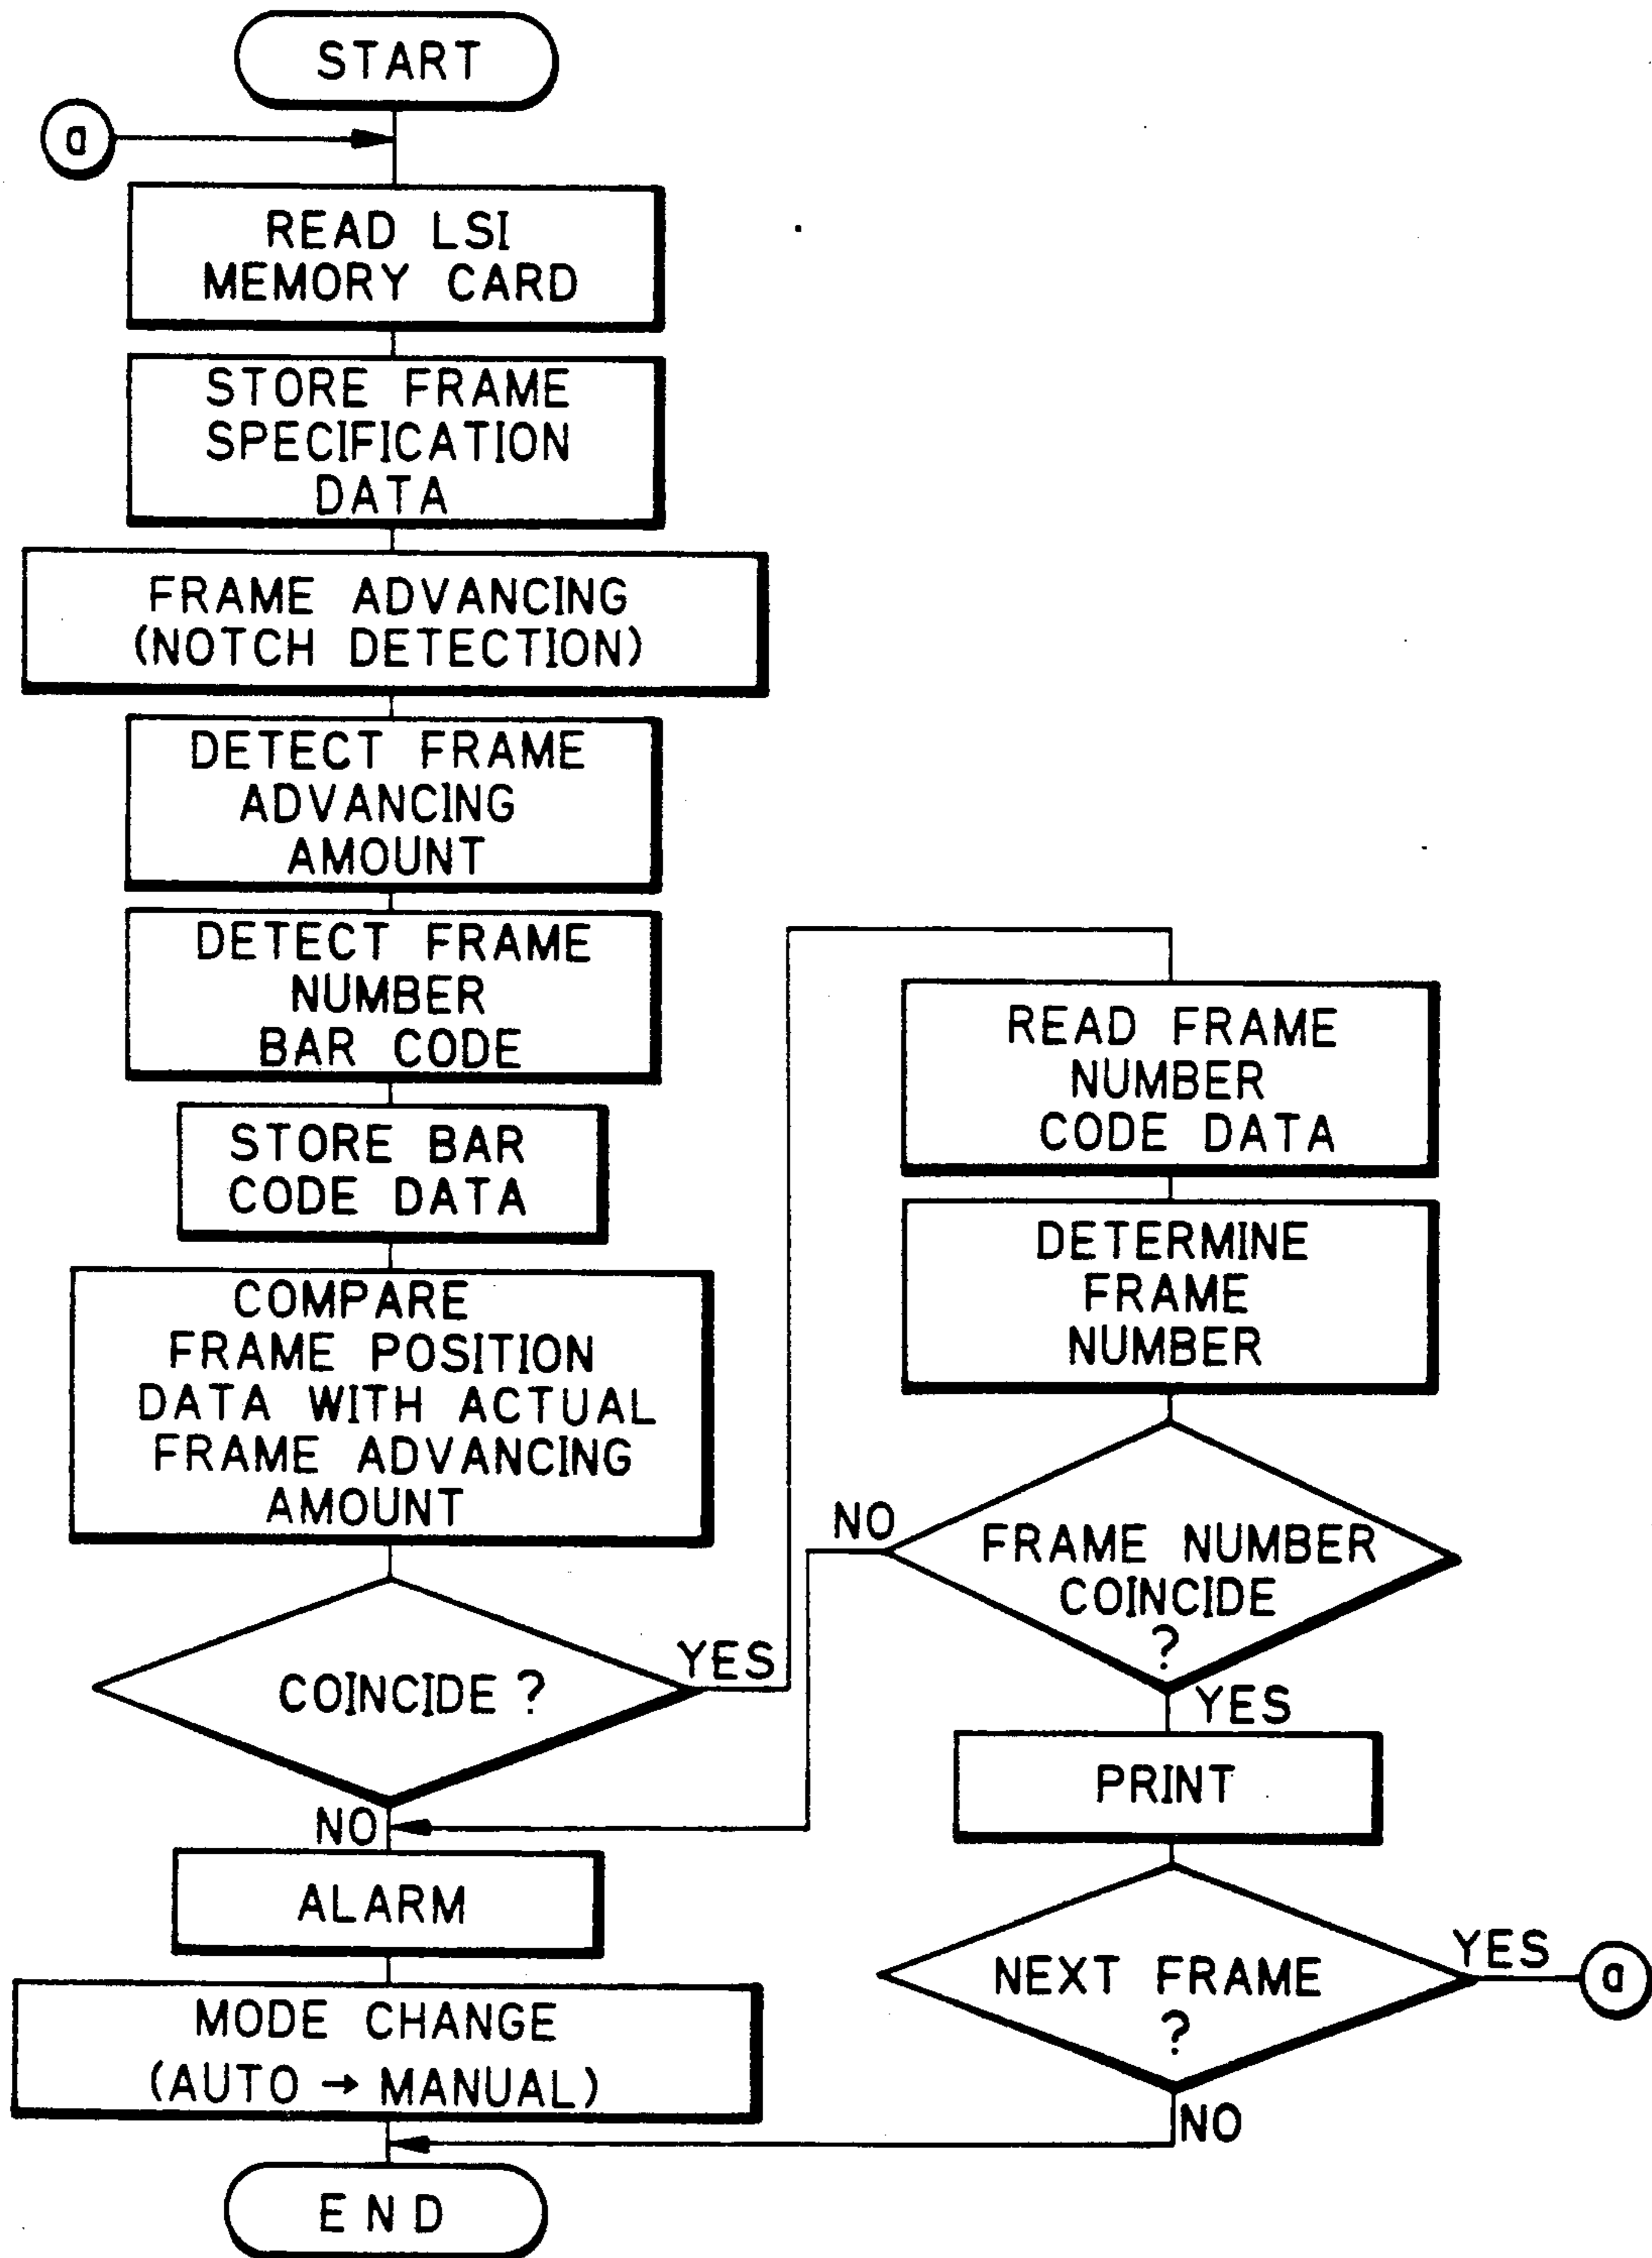 START
a
READ LSI
MEMORY CARD
STORE FRAME
SPECIFICATION
DATA
FRAME ADVANCING
(NOTCH DETECTION)
DETECT FRAME
ADVANCING
AMOUNT
DETECT FRAME
NUMBER
BAR CODE
STORE BAR
CODE DATA
COMPARE
FRAME POSITION
DATA WITH ACTUAL
FRAME ADVANCING
AMOUNT
COINCIDE ?
YES
NO
ALARM
MODE CHANGE
(AUTO → MANUAL)
END
READ FRAME
NUMBER
CODE DATA
DETERMINE
FRAME
NUMBER
FRAME NUMBER
COINCIDE
?
NO
YES
PRINT
NEXT FRAME
?
YES
a
NO